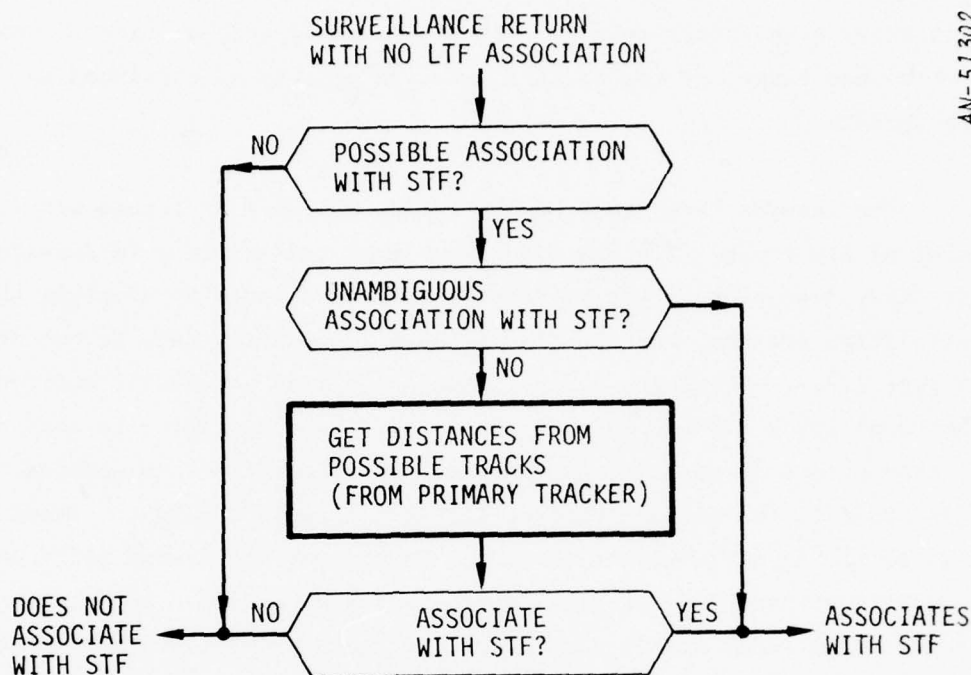 AN-51302
SURVEILLANCE RETURN
WITH NO LTF ASSOCIATION
NO
POSSIBLE ASSOCIATION
WITH STF?
YES
UNAMBIGUOUS
ASSOCIATION WITH STF?
NO
GET DISTANCES FROM
POSSIBLE TRACKS
(FROM PRIMARY TRACKER)
DOES NOT
ASSOCIATE
WITH STF
NO
ASSOCIATE
WITH STF?
YES
ASSOCIATES
WITH STF